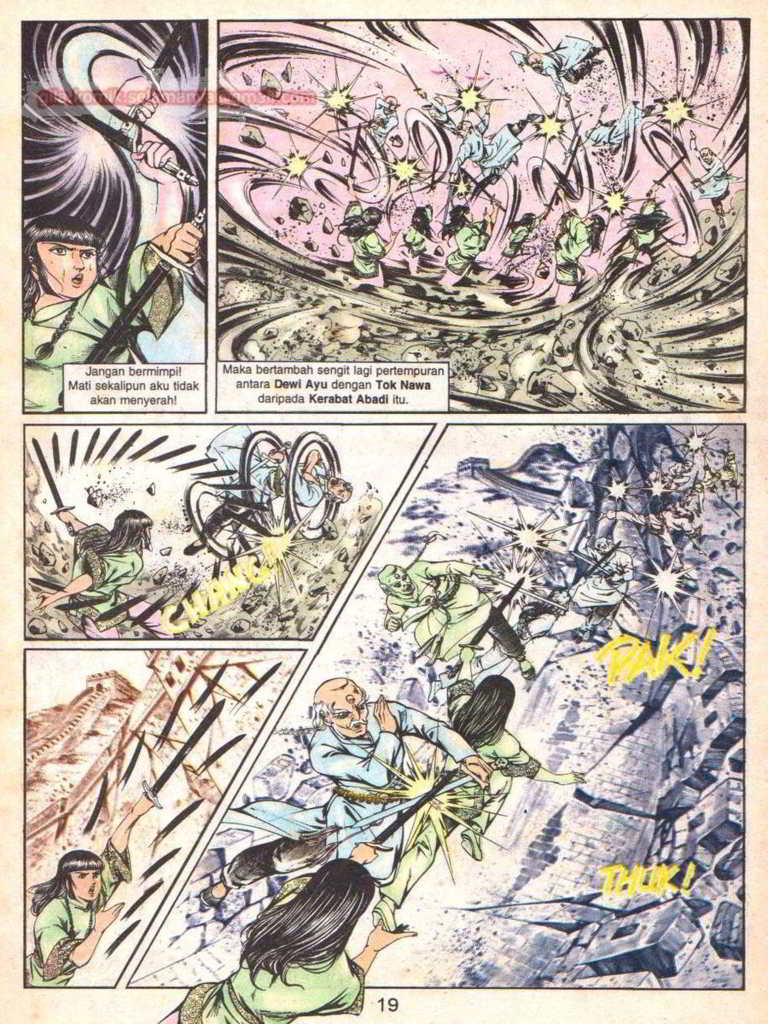 Jangan bermimpi!
Mati sekalipun aku tidak
akan menyerah!
Maka bertambah sengit lagi pertempuran
antara Dewi Ayu dengan Tok Nawa
daripada Kerabat Abadi itu.
CHANG!!
PAK!
THUK!
19